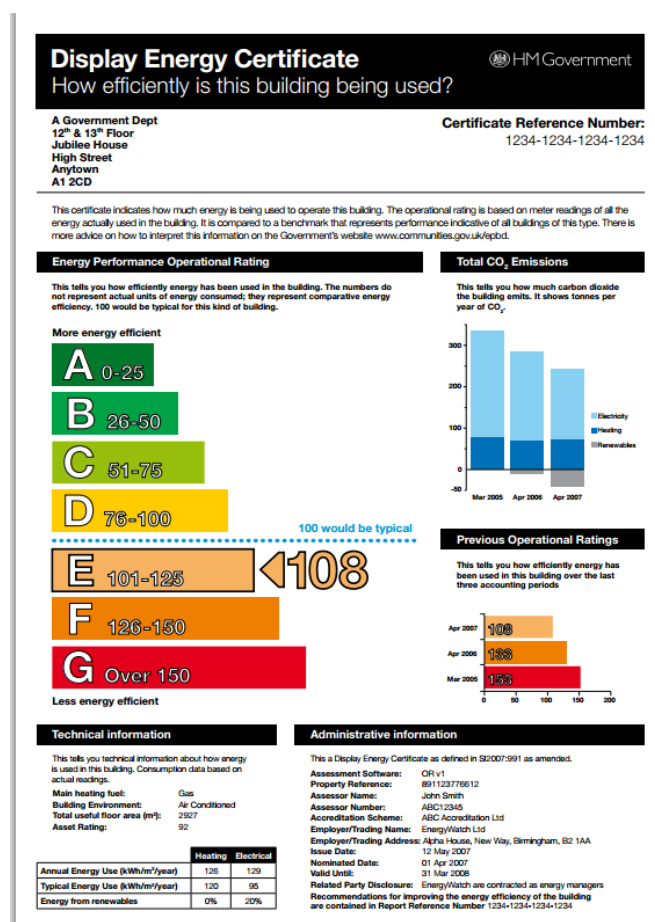 Display Energy Certificate
How efficiently is this building being used?
HM Government
A Government Dept
12th & 13th Floor
Jubilee House
High Street
Anytown
A1 2CD
Certificate Reference Number:
1234-1234-1234-1234
This certificate indicates how much energy is being used to operate this building. The operational rating is based on meter readings of all the
energy actually used in the building. It is compared to a benchmark that represents performance indicative of all buildings of this type. There is
more advice on how to interpret this information on the Government's website www.communities.gov.uk/epbd.
Energy Performance Operational Rating
This tells you how efficiently energy has been used in the building. The numbers do
not represent actual units of energy consumed; they represent comparative energy
efficiency. 100 would be typical for this kind of building.
More energy efficient
A 0-25
B 26-50
C 51-75
D 76-100
100 would be typical
E 101-125
108
F 126-150
G Over 150
Less energy efficient
Total CO2 Emissions
This tells you how much carbon dioxide
the building emits. It shows tonnes per
year of CO2.
300
200
100
0
-50
Mar 2005 Apr 2006 Apr 2007
Electricity
Heating
Renewables
Previous Operational Ratings
This tells you how efficiently energy has
been used in this building over the last
three accounting periods
Apr 2007 108
Apr 2006 133
Mar 2005 153
0 50 100 150 200
Technical information
This tells you technical information about how energy
is used in this building. Consumption data based on
actual readings.
Main heating fuel: Gas
Building Environment: Air Conditioned
Total useful floor area (m²): 2927
Asset Rating: 92
Heating Electrical
Annual Energy Use (kWh/m²/year) 126 129
Typical Energy Use (kWh/m²/year) 120 95
Energy from renewables 0% 20%
Administrative information
This a Display Energy Certificate as defined in SI2007:991 as amended.
Assessment Software: OR v1
Property Reference: 891123776612
Assessor Name: John Smith
Assessor Number: ABC12345
Accreditation Scheme: ABC Accreditation Ltd
Employer/Trading Name: EnergyWatch Ltd
Employer/Trading Address: Alpha House, New Way, Birmingham, B2 1AA
Issue Date: 12 May 2007
Nominated Date: 01 Apr 2007
Valid Until: 31 Mar 2008
Related Party Disclosure: EnergyWatch are contracted as energy managers
Recommendations for improving the energy efficiency of the building
are contained in Report Reference Number 1234-1234-1234-1234